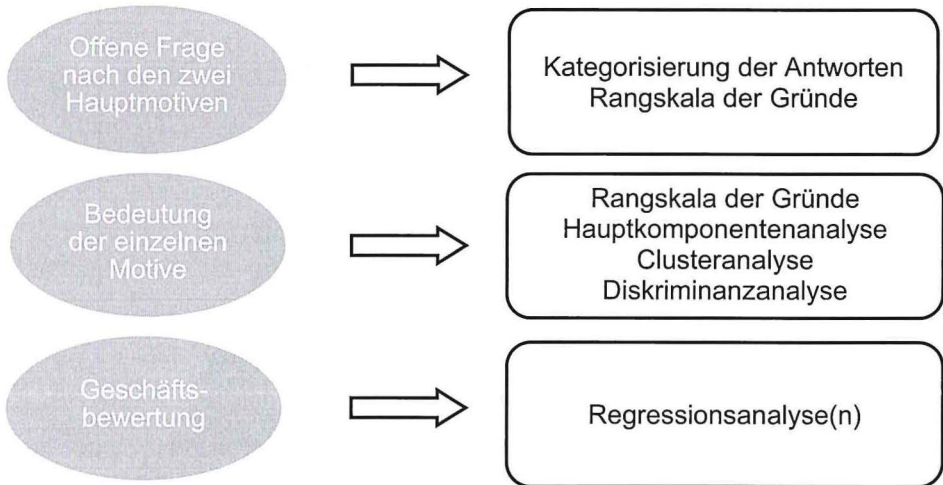 Offene Frage
nach den zwei
Hauptmotiven
Kategorisierung der Antworten
Rangskala der Gründe
Bedeutung
der einzelnen
Motive
Rangskala der Gründe
Hauptkomponentenanalyse
Clusteranalyse
Diskriminanzanalyse
Geschäfts-
bewertung
Regressionsanalyse(n)